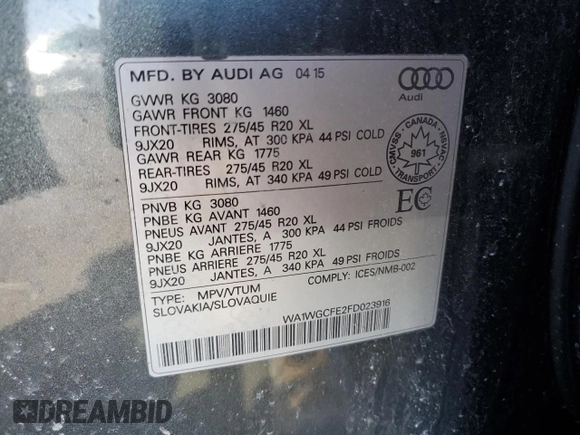 MFD. BY AUDI AG 04 15
Audi
GVWR KG 3080
GAWR FRONT KG 1460
FRONT-TIRES 275/45 R20 XL
9JX20 RIMS, AT 300 KPA 44 PSI COLD
GAWR REAR KG 1775
REAR-TIRES 275/45 R20 XL
9JX20 RIMS, AT 340 KPA 49 PSI COLD
CMVSS - CANADA - NSVAC
961
TRANSPORT
PNVB KG 3080
PNBE KG AVANT 1460
PNEUS AVANT 275/45 R20 XL
9JX20 JANTES, A 300 KPA 44 PSI FROIDS
PNBE KG ARRIERE 1775
PNEUS ARRIERE 275/45 R20 XL
9JX20 JANTES, A 340 KPA 49 PSI FROIDS
EC
TYPE: MPV/VTUM COMPLY: ICES/NMB-002
SLOVAKIA/SLOVAQUIE
WA1WGCFE2FD023916
DREAMBID